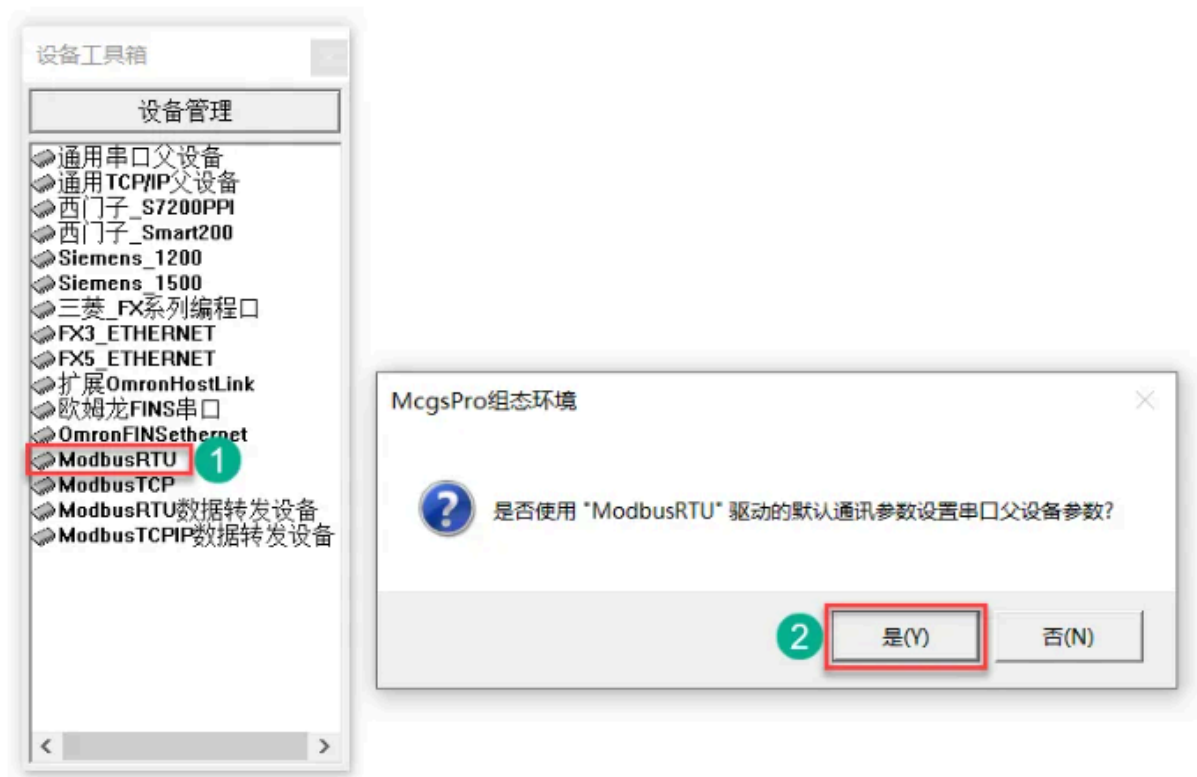 设备工具箱
设备管理
通用串口父设备
通用TCP/IP父设备
西门子_S7200PPI
西门子_Smart200
Siemens_1200
Siemens_1500
三菱_FX系列编程口
FX3_ETHERNET
FX5_ETHERNET
扩展OmronHostLink
欧姆龙FINS串口
OmronFINSethernet
ModbusRTU 1
ModbusTCP
ModbusRTU数据转发设备
ModbusTCPIP数据转发设备
McgsPro组态环境
是否使用 "ModbusRTU" 驱动的默认通讯参数设置串口父设备参数?
2 是(Y) 否(N)